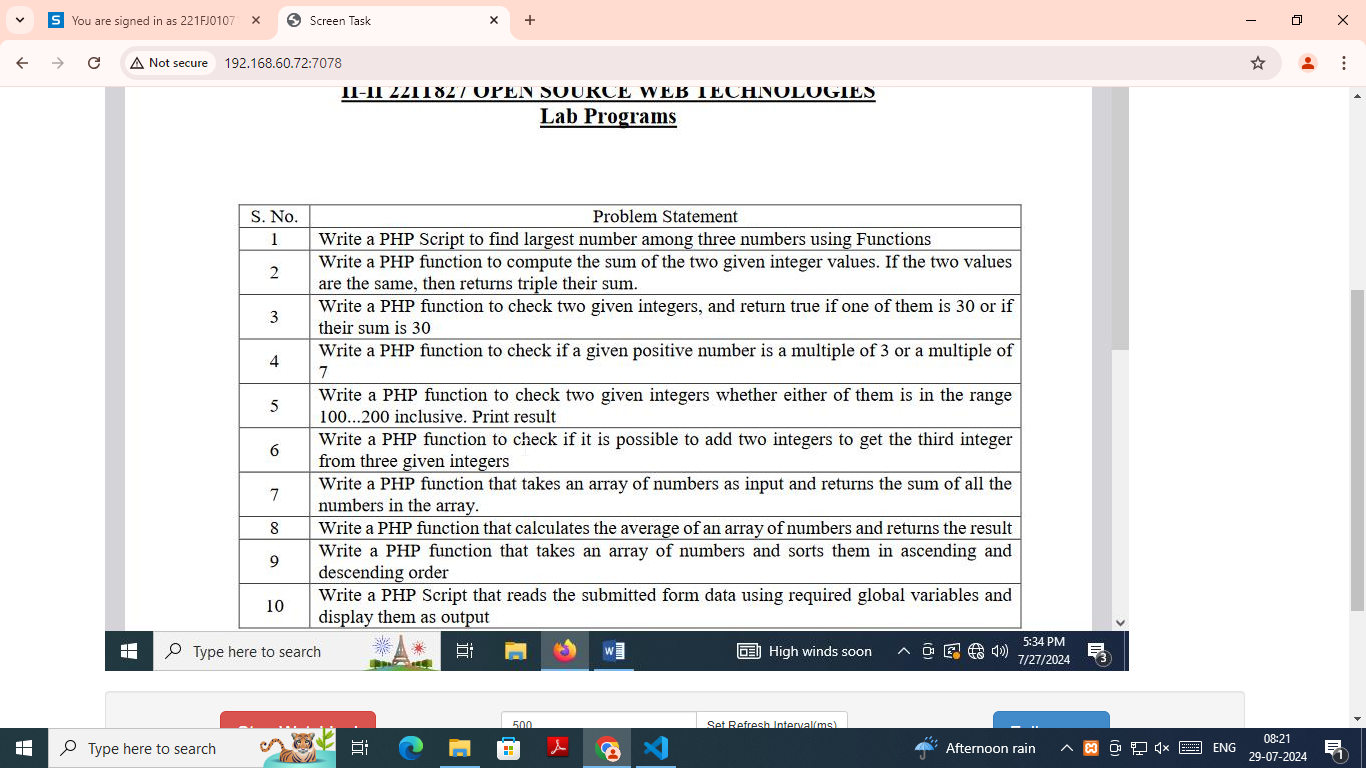 You are signed in as 221FJ0107
Screen Task
Not secure
192.168.60.72:7078
II-II 22IT827 OPEN SOURCE WEB TECHNOLOGIES
Lab Programs
S. No.
Problem Statement
1
Write a PHP Script to find largest number among three numbers using Functions
2
Write a PHP function to compute the sum of the two given integer values. If the two values
are the same, then returns triple their sum.
3
Write a PHP function to check two given integers, and return true if one of them is 30 or if
their sum is 30
4
Write a PHP function to check if a given positive number is a multiple of 3 or a multiple of
7
5
Write a PHP function to check two given integers whether either of them is in the range
100...200 inclusive. Print result
6
Write a PHP function to check if it is possible to add two integers to get the third integer
from three given integers
7
Write a PHP function that takes an array of numbers as input and returns the sum of all the
numbers in the array.
8
Write a PHP function that calculates the average of an array of numbers and returns the result
9
Write a PHP function that takes an array of numbers and sorts them in ascending and
descending order
10
Write a PHP Script that reads the submitted form data using required global variables and
display them as output
Type here to search
High winds soon
5:34 PM
7/27/2024
3
500
Set Refresh Interval(ms)
Type here to search
Afternoon rain
ENG
08:21
29-07-2024
1